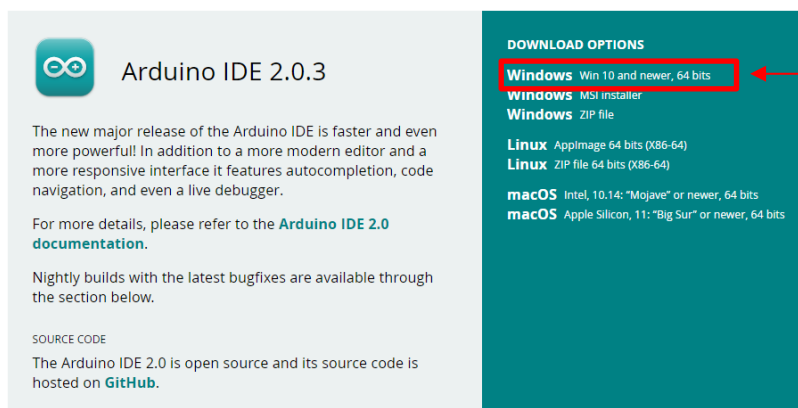 Arduino IDE 2.0.3
The new major release of the Arduino IDE is faster and even
more powerful! In addition to a more modern editor and a
more responsive interface it features autocompletion, code
navigation, and even a live debugger.
For more details, please refer to the Arduino IDE 2.0
documentation.
Nightly builds with the latest bugfixes are available through
the section below.
SOURCE CODE
The Arduino IDE 2.0 is open source and its source code is
hosted on GitHub.
DOWNLOAD OPTIONS
Windows Win 10 and newer, 64 bits
Windows MSI installer
Windows ZIP file
Linux AppImage 64 bits (X86-64)
Linux ZIP file 64 bits (X86-64)
macOS Intel, 10.14: “Mojave” or newer, 64 bits
macOS Apple Silicon, 11: “Big Sur” or newer, 64 bits